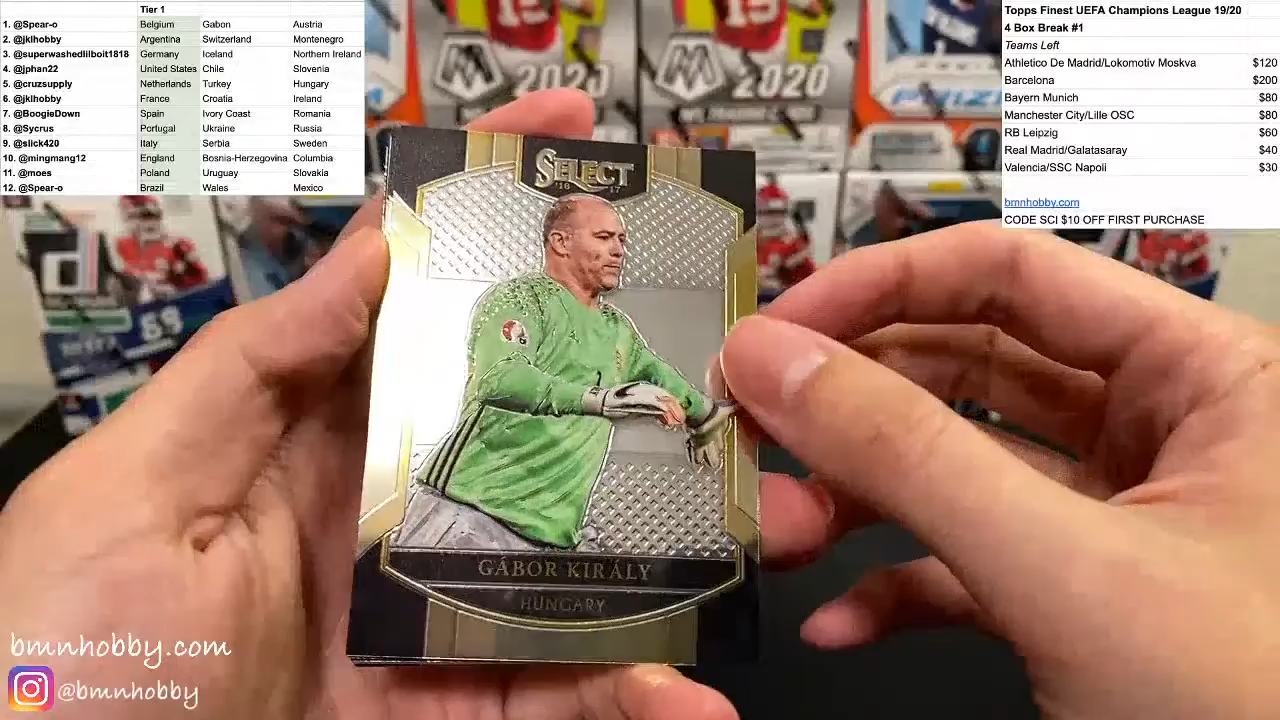 Tier 1
1. @Spear-o Belgium Gabon Austria
2. @jklhobby Argentina Switzerland Montenegro
3. @superwashedlilboit1818 Germany Iceland Northern Ireland
4. @jphan22 United States Chile Slovenia
5. @cruzsupply Netherlands Turkey Hungary
6. @jklhobby France Croatia Ireland
7. @BoogieDown Spain Ivory Coast Romania
8. @Sycrus Portugal Ukraine Russia
9. @slick420 Italy Serbia Sweden
10. @mingmang12 England Bosnia-Herzegovina Columbia
11. @moes Poland Uruguay Slovakia
12. @Spear-o Brazil Wales Mexico
Topps Finest UEFA Champions League 19/20
4 Box Break #1
Teams Left
Athletico De Madrid/Lokomotiv Moskva $120
Barcelona $200
Bayern Munich $80
Manchester City/Lille OSC $80
RB Leipzig $60
Real Madrid/Galatasaray $40
Valencia/SSC Napoli $30
bmnhobby.com
CODE SCI $10 OFF FIRST PURCHASE
2020
2020
SELECT
'16 17
GÁBOR KIRÁLY
HUNGARY
bmnhobby.com
@bmnhobby